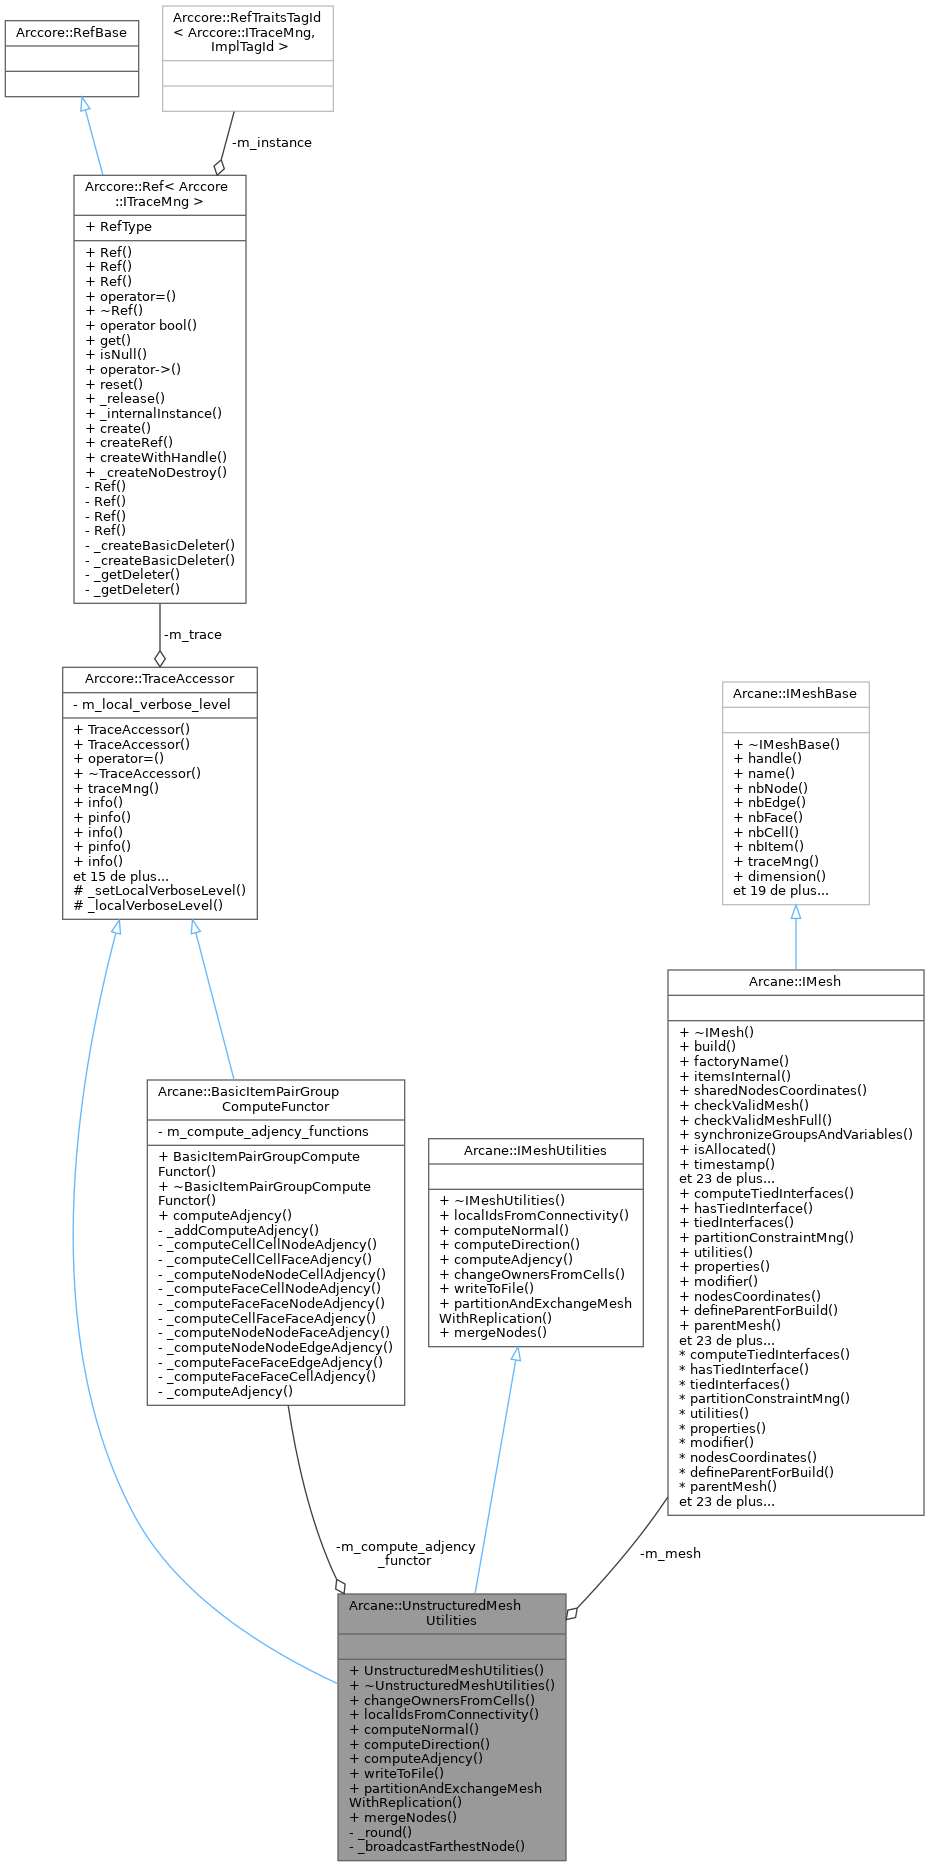 Arccore::RefBase
Arccore::RefTraitsTagId
< Arccore::ITraceMng,
ImplTagId >
-m_instance
Arccore::Ref< Arccore
::ITraceMng >
+ RefType
+ Ref()
+ Ref()
+ Ref()
+ operator=()
+ ~Ref()
+ operator bool()
+ get()
+ isNull()
+ operator->()
+ reset()
+ _release()
+ _internalInstance()
+ create()
+ createRef()
+ createWithHandle()
+ _createNoDestroy()
- Ref()
- Ref()
- Ref()
- Ref()
- _createBasicDeleter()
- _createBasicDeleter()
- _getDeleter()
- _getDeleter()
-m_trace
Arccore::TraceAccessor
- m_local_verbose_level
+ TraceAccessor()
+ TraceAccessor()
+ operator=()
+ ~TraceAccessor()
+ traceMng()
+ info()
+ pinfo()
+ info()
+ pinfo()
+ info()
et 15 de plus...
# _setLocalVerboseLevel()
# _localVerboseLevel()
Arcane::IMeshBase
+ ~IMeshBase()
+ handle()
+ name()
+ nbNode()
+ nbEdge()
+ nbFace()
+ nbCell()
+ nbItem()
+ traceMng()
+ dimension()
et 19 de plus...
Arcane::IMesh
+ ~IMesh()
+ build()
+ factoryName()
+ itemsInternal()
+ sharedNodesCoordinates()
+ checkValidMesh()
+ checkValidMeshFull()
+ synchronizeGroupsAndVariables()
+ isAllocated()
+ timestamp()
et 23 de plus...
+ computeTiedInterfaces()
+ hasTiedInterface()
+ tiedInterfaces()
+ partitionConstraintMng()
+ utilities()
+ properties()
+ modifier()
+ nodesCoordinates()
+ defineParentForBuild()
+ parentMesh()
et 23 de plus...
* computeTiedInterfaces()
* hasTiedInterface()
* tiedInterfaces()
* partitionConstraintMng()
* utilities()
* properties()
* modifier()
* nodesCoordinates()
* defineParentForBuild()
* parentMesh()
et 23 de plus...
Arcane::BasicItemPairGroup
ComputeFunctor
- m_compute_adjency_functions
+ BasicItemPairGroupCompute
Functor()
+ ~BasicItemPairGroupCompute
Functor()
+ computeAdjency()
- _addComputeAdjency()
- _computeCellCellNodeAdjency()
- _computeCellCellFaceAdjency()
- _computeNodeNodeCellAdjency()
- _computeFaceCellNodeAdjency()
- _computeFaceFaceNodeAdjency()
- _computeCellFaceFaceAdjency()
- _computeNodeNodeFaceAdjency()
- _computeNodeNodeEdgeAdjency()
- _computeFaceFaceEdgeAdjency()
- _computeFaceFaceCellAdjency()
- _computeAdjency()
Arcane::IMeshUtilities
+ ~IMeshUtilities()
+ localIdsFromConnectivity()
+ computeNormal()
+ computeDirection()
+ computeAdjency()
+ changeOwnersFromCells()
+ writeToFile()
+ partitionAndExchangeMesh
WithReplication()
+ mergeNodes()
-m_compute_adjency
_functor
-m_mesh
Arcane::UnstructuredMesh
Utilities
+ UnstructuredMeshUtilities()
+ ~UnstructuredMeshUtilities()
+ changeOwnersFromCells()
+ localIdsFromConnectivity()
+ computeNormal()
+ computeDirection()
+ computeAdjency()
+ writeToFile()
+ partitionAndExchangeMesh
WithReplication()
+ mergeNodes()
- _round()
- _broadcastFarthestNode()